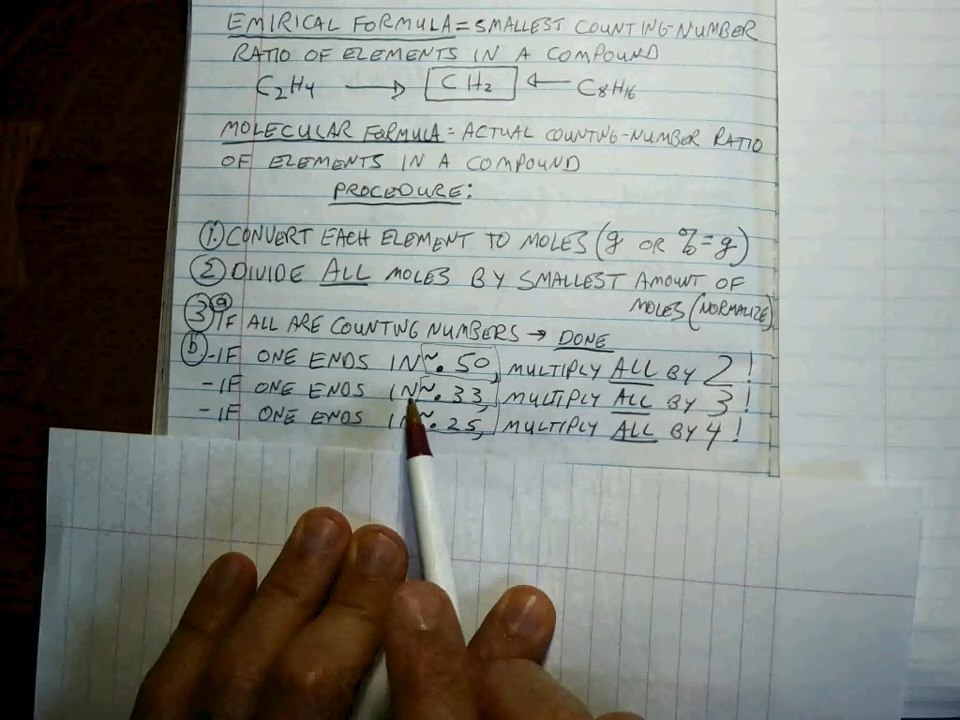 EMIRICAL FORMULA = SMALLEST COUNTING-NUMBER
RATIO OF ELEMENTS IN A COMPOUND
C₂H₄ → CH₂ ← C₈H₁₆
MOLECULAR FORMULA = ACTUAL COUNTING-NUMBER RATIO
OF ELEMENTS IN A COMPOUND
PROCEDURE:
① CONVERT EACH ELEMENT TO MOLES (g OR % = g)
② DIVIDE ALL MOLES BY SMALLEST AMOUNT OF
MOLES (NORMALIZE)
③ ⓐ IF ALL ARE COUNTING NUMBERS → DONE
ⓑ - IF ONE ENDS IN ~.50, MULTIPLY ALL BY 2!
- IF ONE ENDS IN ~.33, MULTIPLY ALL BY 3!
- IF ONE ENDS IN ~.25, MULTIPLY ALL BY 4!